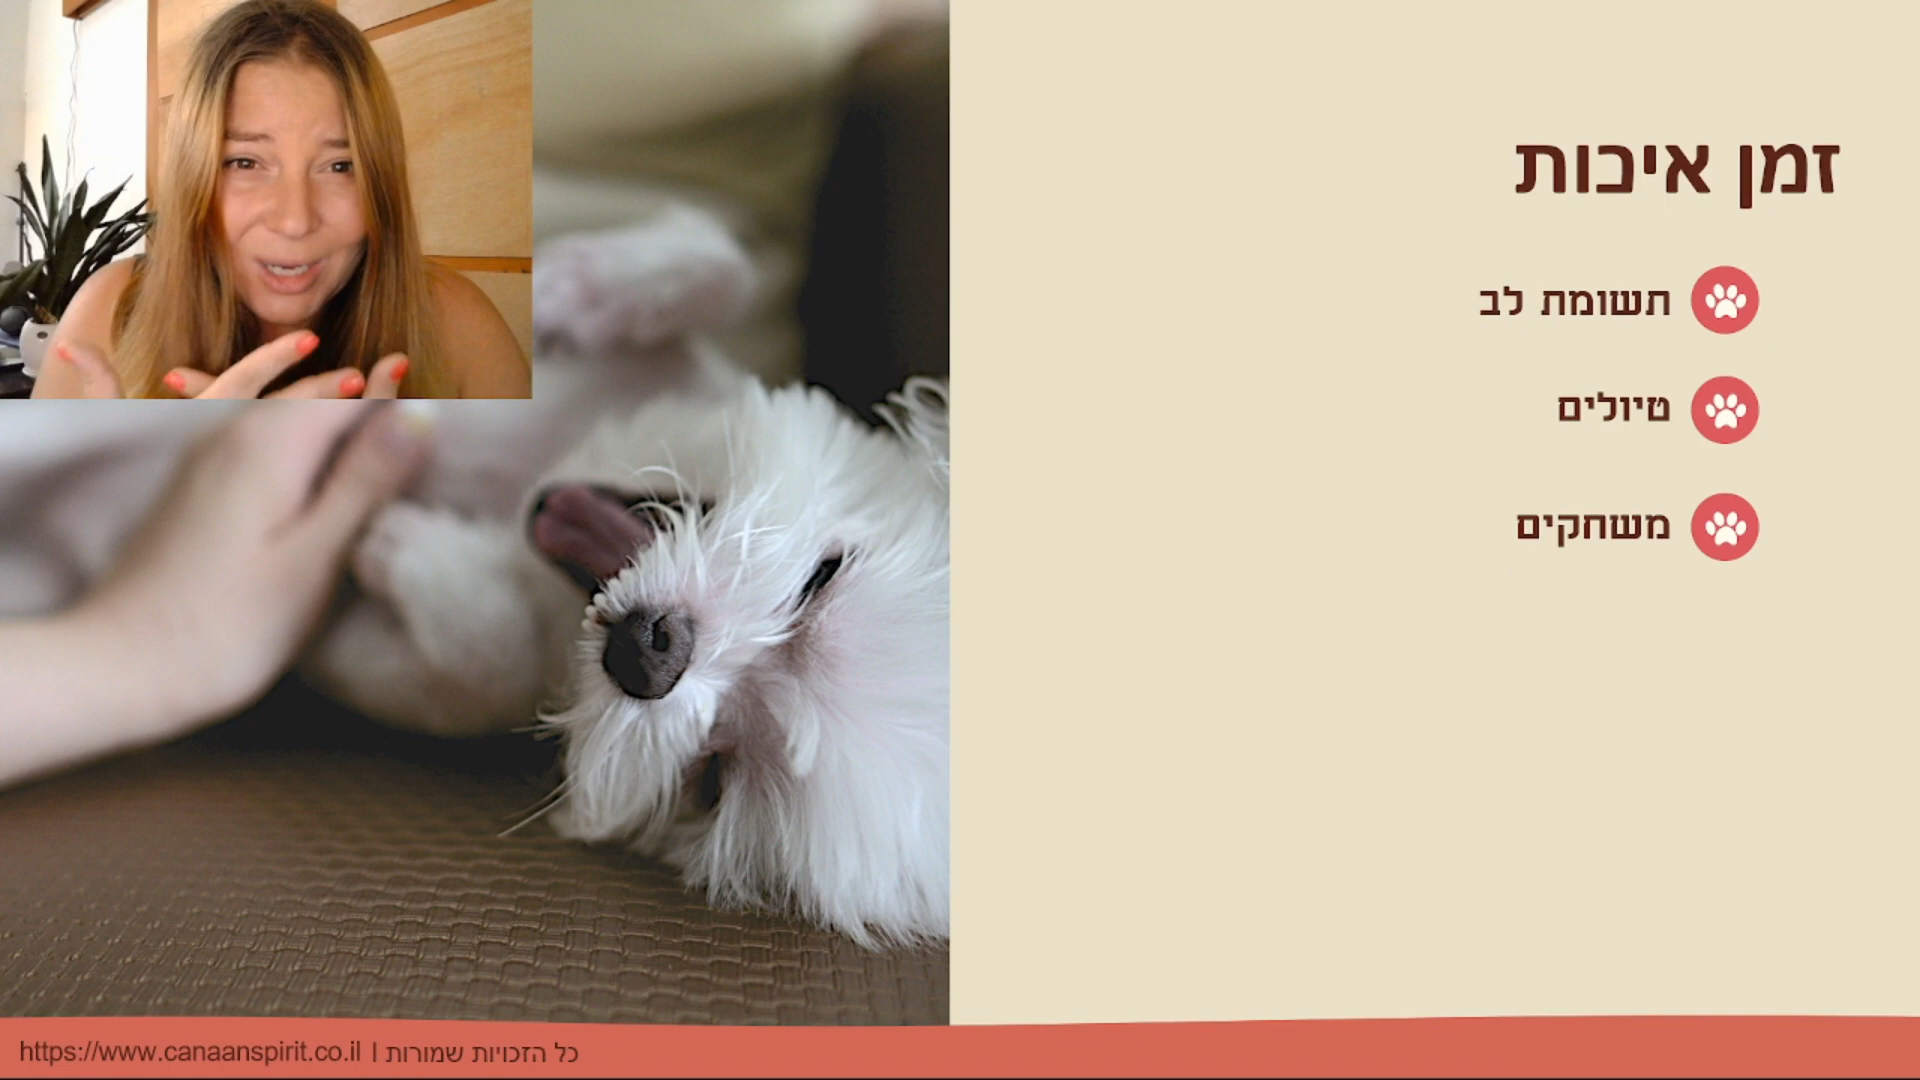 זמן איכות
תשומת לב
טיולים
משחקים
https://www.canaanspirit.co.il | כל הזכויות שמורות